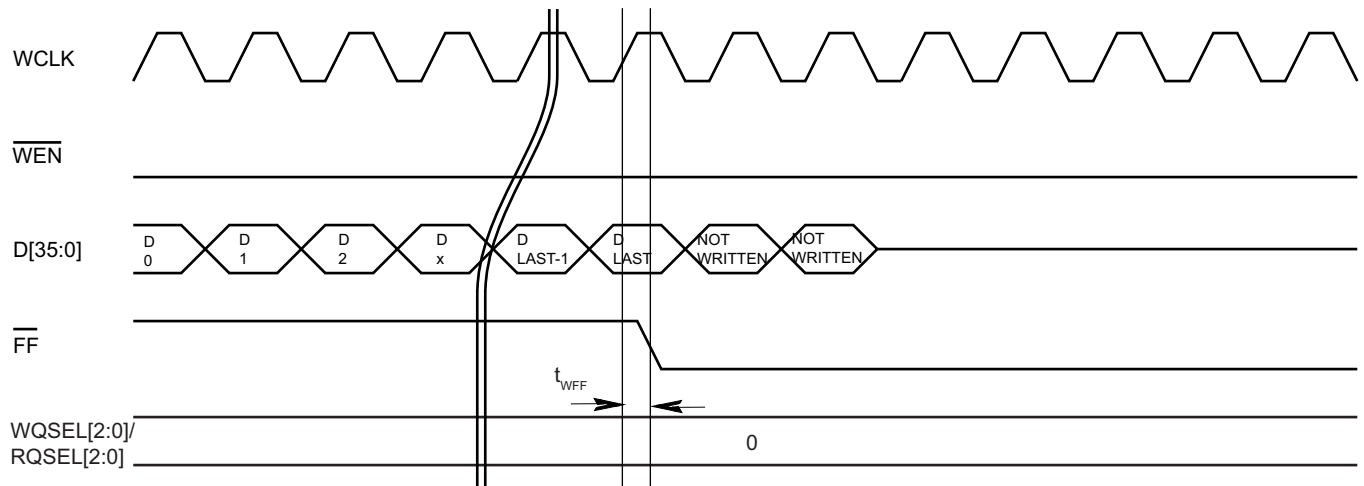 WCLK
WEN
D[35:0]
D D D D D D NOT NOT
0 1 2 x LAST-1 LAST WRITTEN WRITTEN
FF
tWFF
WQSEL[2:0]/
RQSEL[2:0]
0